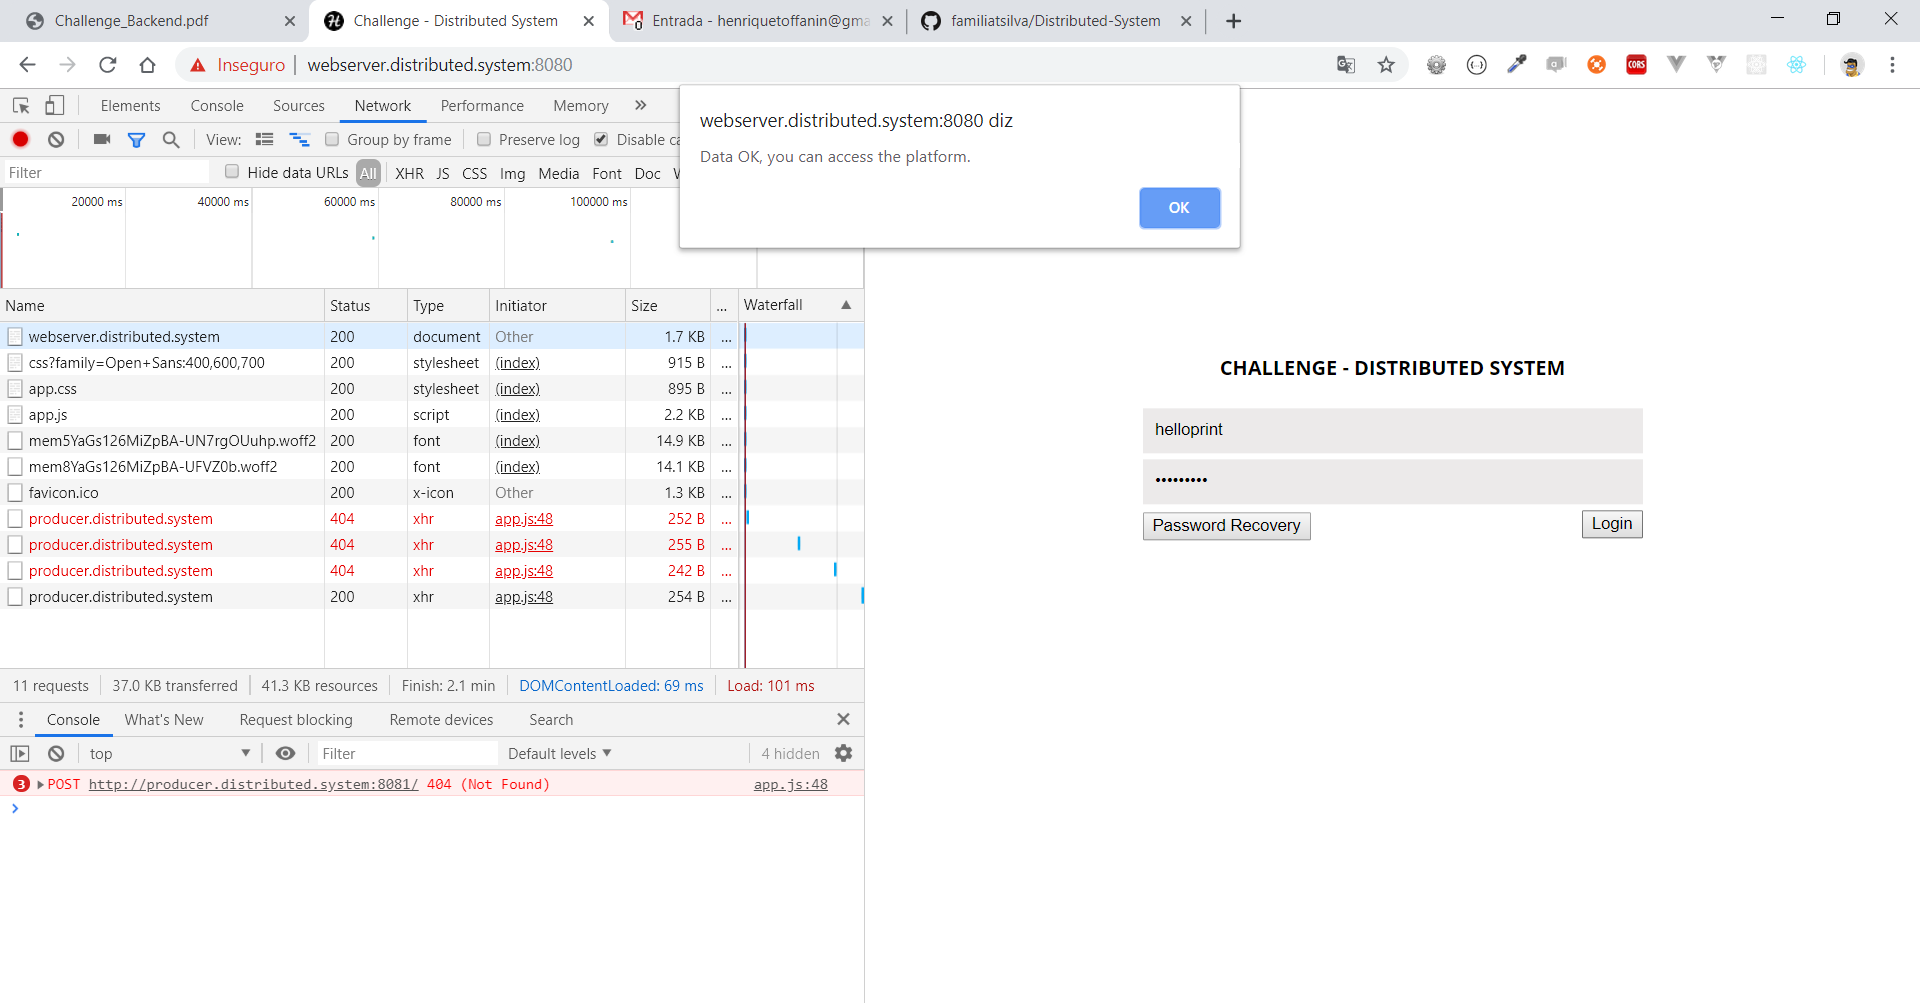 Challenge_Backend.pdf
Challenge - Distributed System
Entrada - henriquetoffanin@gma
familiatsilva/Distributed-System
Inseguro webserver.distributed.system:8080
CORS
Elements Console Sources Network Performance Memory
View: Group by frame Preserve log Disable ca
Filter Hide data URLs All XHR JS CSS Img Media Font Doc
20000 ms 40000 ms 60000 ms 80000 ms 100000 ms
webserver.distributed.system:8080 diz
Data OK, you can access the platform.
OK
Name Status Type Initiator Size ... Waterfall
webserver.distributed.system 200 document Other 1.7 KB ...
css?family=Open+Sans:400,600,700 200 stylesheet (index) 915 B ...
app.css 200 stylesheet (index) 895 B ...
app.js 200 script (index) 2.2 KB ...
mem5YaGs126MiZpBA-UN7rgOUuhp.woff2 200 font (index) 14.9 KB ...
mem8YaGs126MiZpBA-UFVZ0b.woff2 200 font (index) 14.1 KB ...
favicon.ico 200 x-icon Other 1.3 KB ...
producer.distributed.system 404 xhr app.js:48 252 B ...
producer.distributed.system 404 xhr app.js:48 255 B ...
producer.distributed.system 404 xhr app.js:48 242 B ...
producer.distributed.system 200 xhr app.js:48 254 B ...
11 requests 37.0 KB transferred 41.3 KB resources Finish: 2.1 min DOMContentLoaded: 69 ms Load: 101 ms
Console What's New Request blocking Remote devices Search
top Filter Default levels 4 hidden
3 POST http://producer.distributed.system:8081/ 404 (Not Found) app.js:48
CHALLENGE - DISTRIBUTED SYSTEM
helloprint
•••••••••
Password Recovery Login